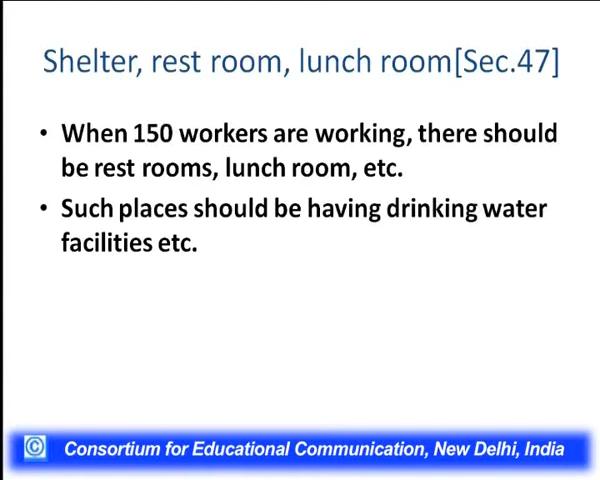 Shelter, rest room, lunch room[Sec.47]
• When 150 workers are working, there should
be rest rooms, lunch room, etc.
• Such places should be having drinking water
facilities etc.
© Consortium for Educational Communication, New Delhi, India